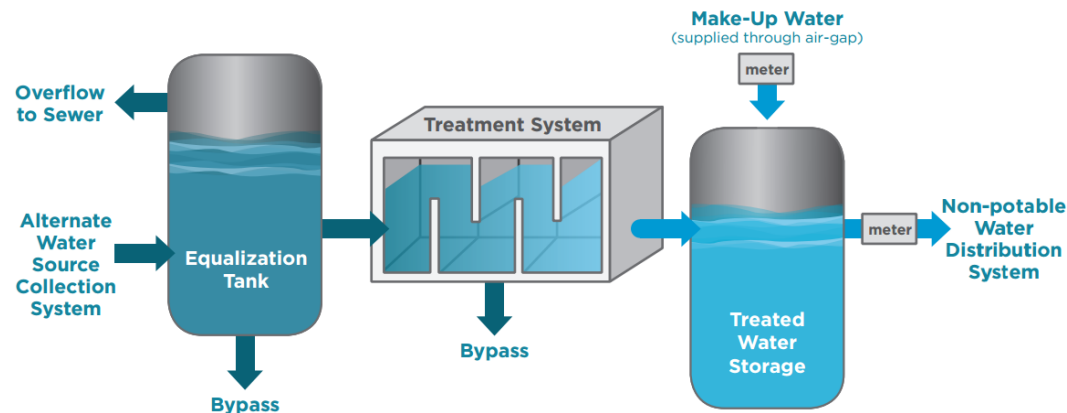 Make-Up Water
(supplied through air-gap)
meter
Overflow
to Sewer
Treatment System
Alternate
Water
Source
Collection
System
Equalization
Tank
Non-potable
Water
Distribution
System
meter
Treated
Water
Storage
Bypass
Bypass